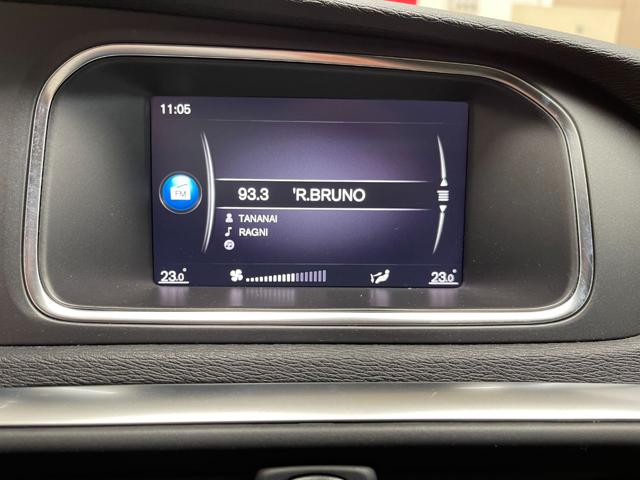 11:05
FM
93.3 'R.BRUNO
TANANAI
RAGNI
23.0° 23.0°